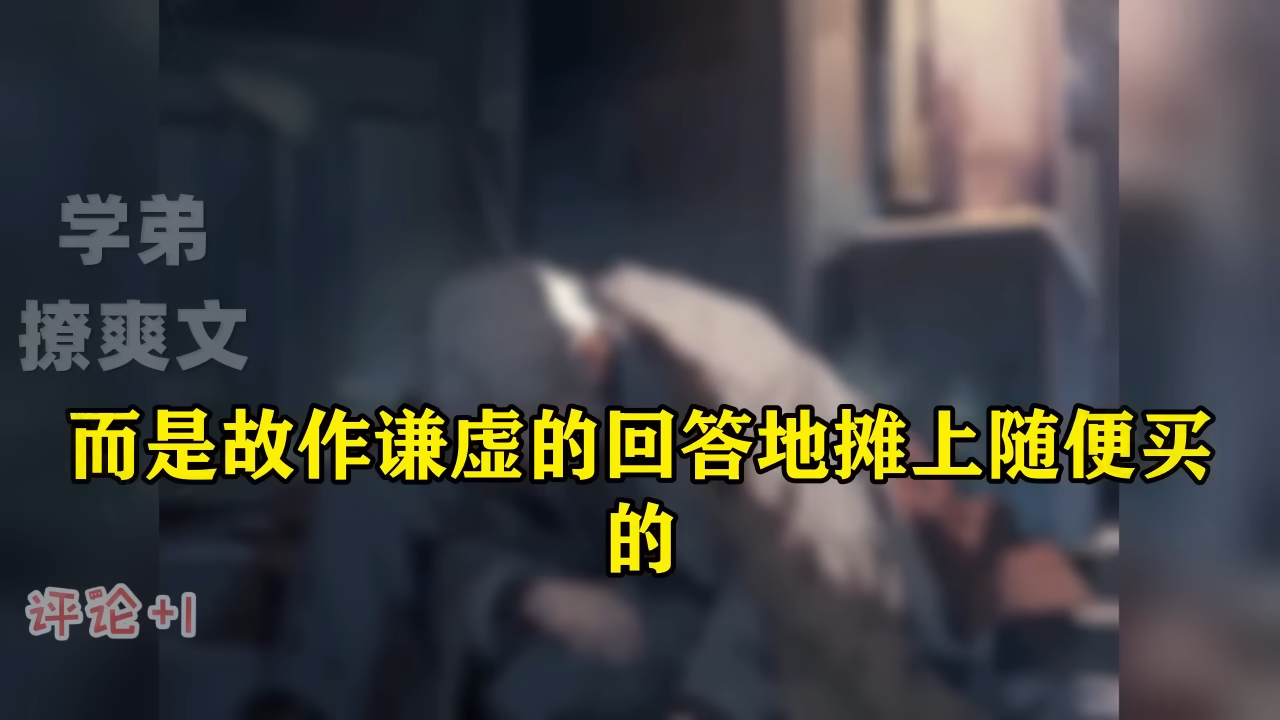 学弟
撩爽文
而是故作谦虚的回答地摊上随便买
的
评论+1